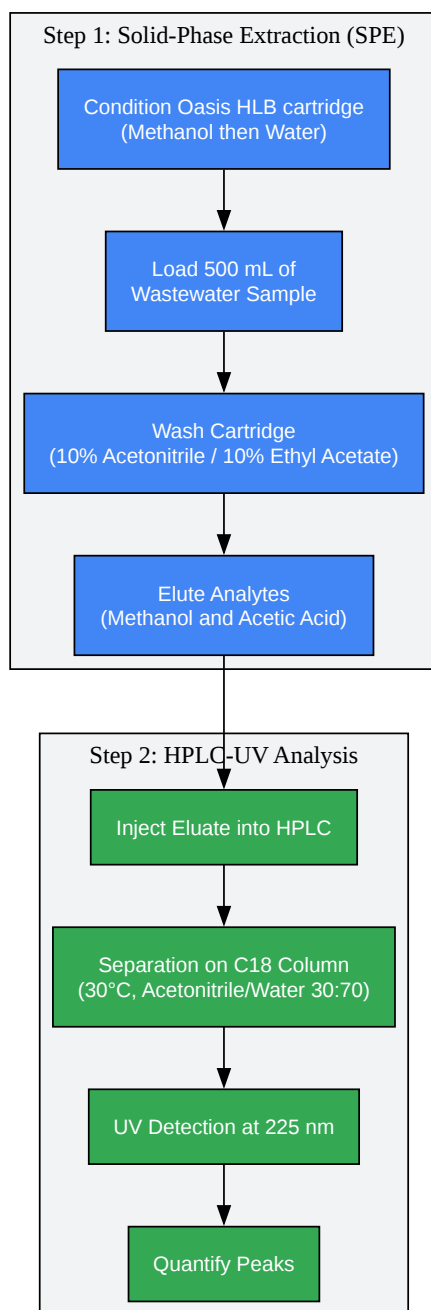 Step 1: Solid-Phase Extraction (SPE)
Condition Oasis HLB cartridge
(Methanol then Water)
Load 500 mL of
Wastewater Sample
Wash Cartridge
(10% Acetonitrile / 10% Ethyl Acetate)
Elute Analytes
(Methanol and Acetic Acid)
Step 2: HPLC-UV Analysis
Inject Eluate into HPLC
Separation on C18 Column
(30°C, Acetonitrile/Water 30:70)
UV Detection at 225 nm
Quantify Peaks